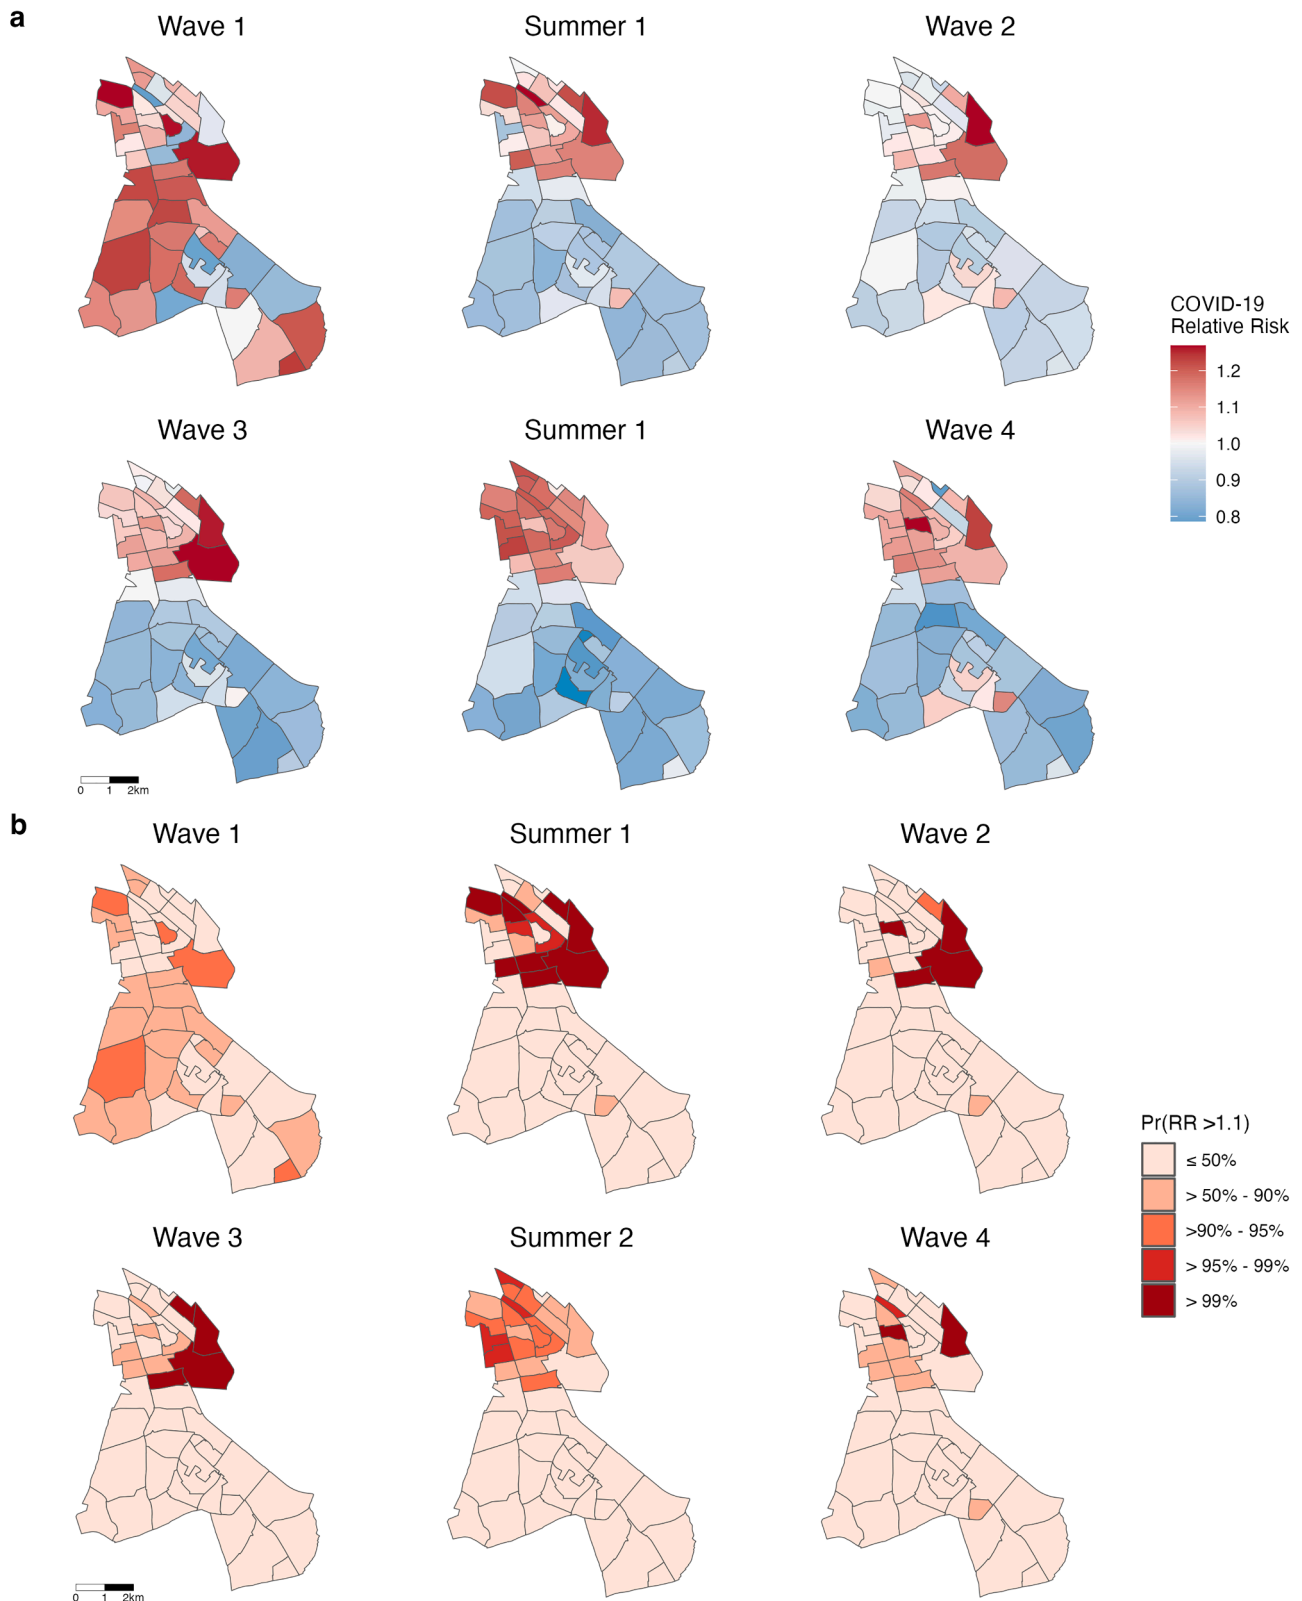 a
Wave 1
Summer 1
Wave 2
COVID-19
Relative Risk
1.2
1.1
1.0
0.9
0.8
Wave 3
Summer 1
Wave 4
0 1 2km
b
Wave 1
Summer 1
Wave 2
Pr(RR >1.1)
≤ 50%
> 50% - 90%
>90% - 95%
> 95% - 99%
> 99%
Wave 3
Summer 2
Wave 4
0 1 2km